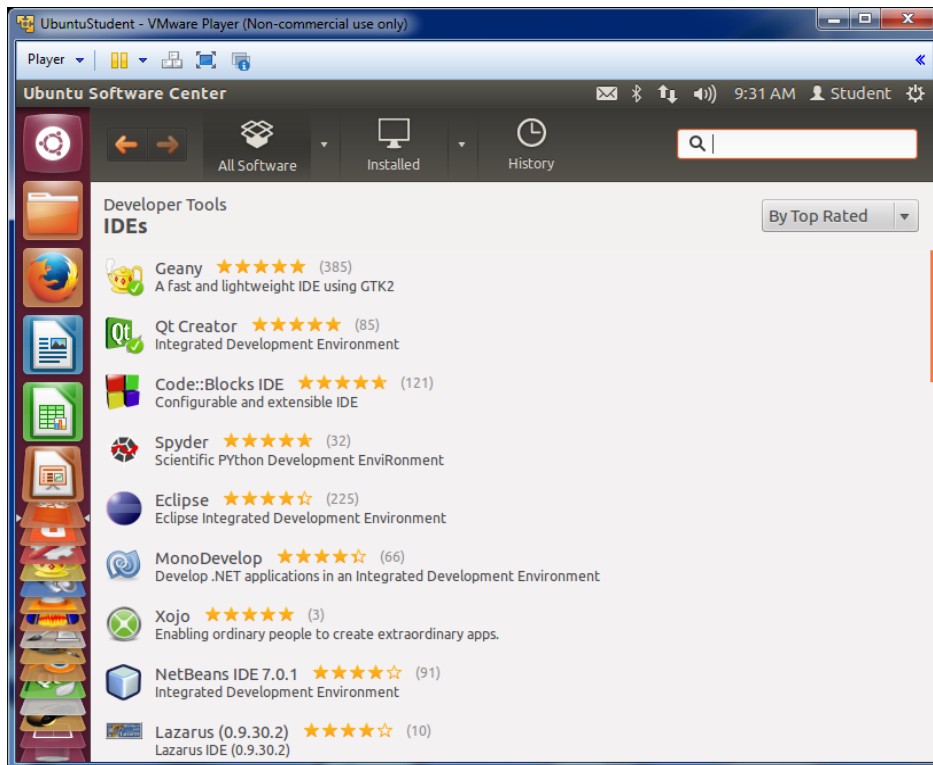 UbuntuStudent - VMware Player (Non-commercial use only)
Player
Ubuntu Software Center
9:31 AM Student
All Software
Installed
History
Developer Tools
IDEs
By Top Rated
Geany (385)
A fast and lightweight IDE using GTK2
Qt
Qt Creator (85)
Integrated Development Environment
Code::Blocks IDE (121)
Configurable and extensible IDE
Spyder (32)
Scientific PYthon Development EnviRonment
Eclipse (225)
Eclipse Integrated Development Environment
MonoDevelop (66)
Develop .NET applications in an Integrated Development Environment
Xojo (3)
Enabling ordinary people to create extraordinary apps.
NetBeans IDE 7.0.1 (91)
Integrated Development Environment
Lazarus (0.9.30.2) (10)
Lazarus IDE (0.9.30.2)